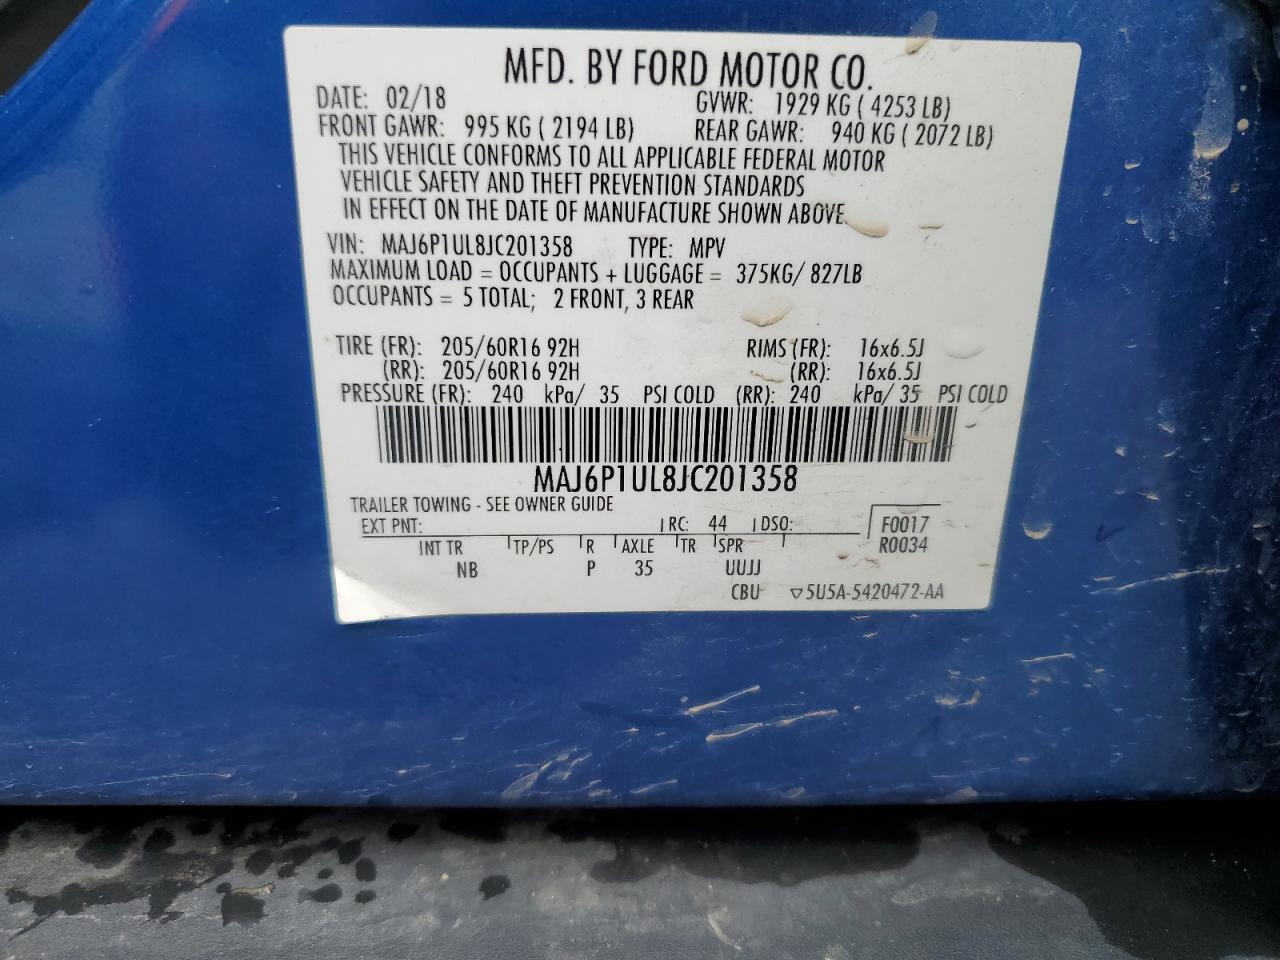 MFD. BY FORD MOTOR CO.
DATE: 02/18 GVWR: 1929 KG ( 4253 LB)
FRONT GAWR: 995 KG ( 2194 LB) REAR GAWR: 940 KG ( 2072 LB)
THIS VEHICLE CONFORMS TO ALL APPLICABLE FEDERAL MOTOR
VEHICLE SAFETY AND THEFT PREVENTION STANDARDS
IN EFFECT ON THE DATE OF MANUFACTURE SHOWN ABOVE
VIN: MAJ6P1UL8JC201358 TYPE: MPV
MAXIMUM LOAD = OCCUPANTS + LUGGAGE = 375KG/ 827LB
OCCUPANTS = 5 TOTAL; 2 FRONT, 3 REAR
TIRE (FR): 205/60R16 92H RIMS (FR): 16x6.5J
(RR): 205/60R16 92H (RR): 16x6.5J
PRESSURE (FR): 240 kPa/ 35 PSI COLD (RR): 240 kPa/ 35 PSI COLD
MAJ6P1UL8JC201358
TRAILER TOWING - SEE OWNER GUIDE
EXT PNT: RC: 44 DSO: F0017
R0034
INT TR TP/PS R AXLE TR SPR
NB P 35 UUJJ
CBU ▽5U5A-5420472-AA